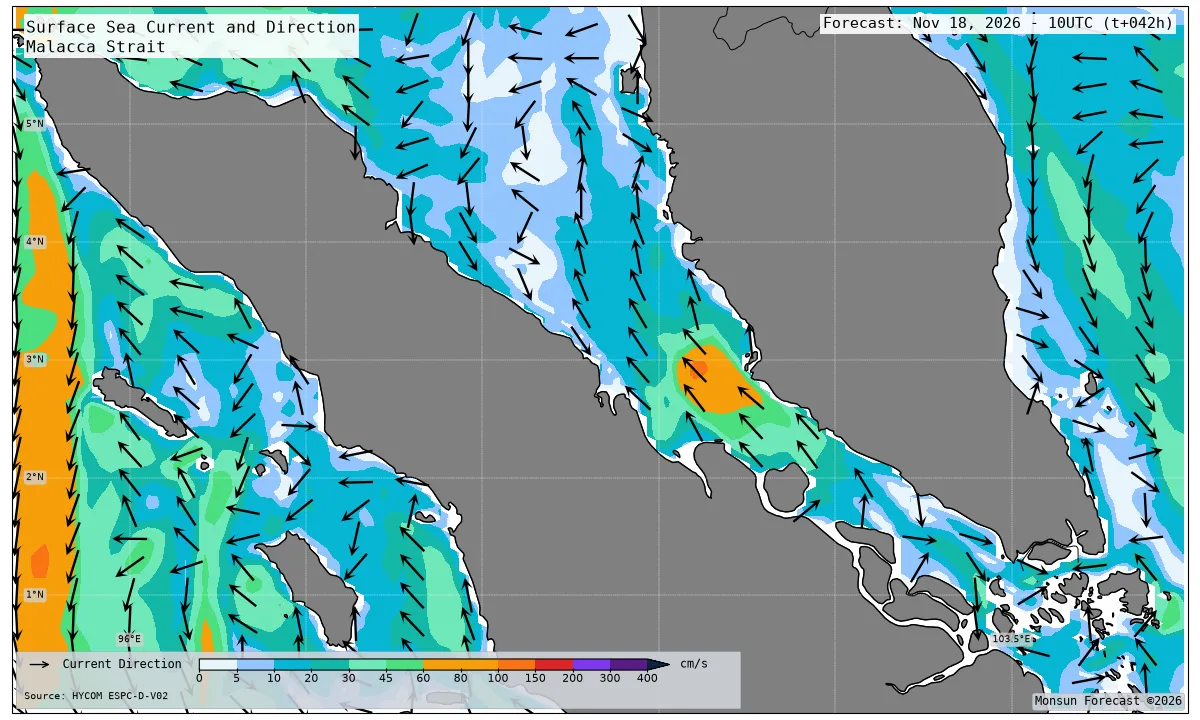 Surface Sea Current and Direction
Malacca Strait
Forecast: Nov 18, 2026 - 10UTC (t+042h)
5°N
4°N
3°N
2°N
1°N
96°E
103.5°E
Current Direction
0 5 10 20 30 45 60 80 100 150 200 300 400
cm/s
Source: HYCOM ESPC-D-V02
Monsun Forecast ©2026